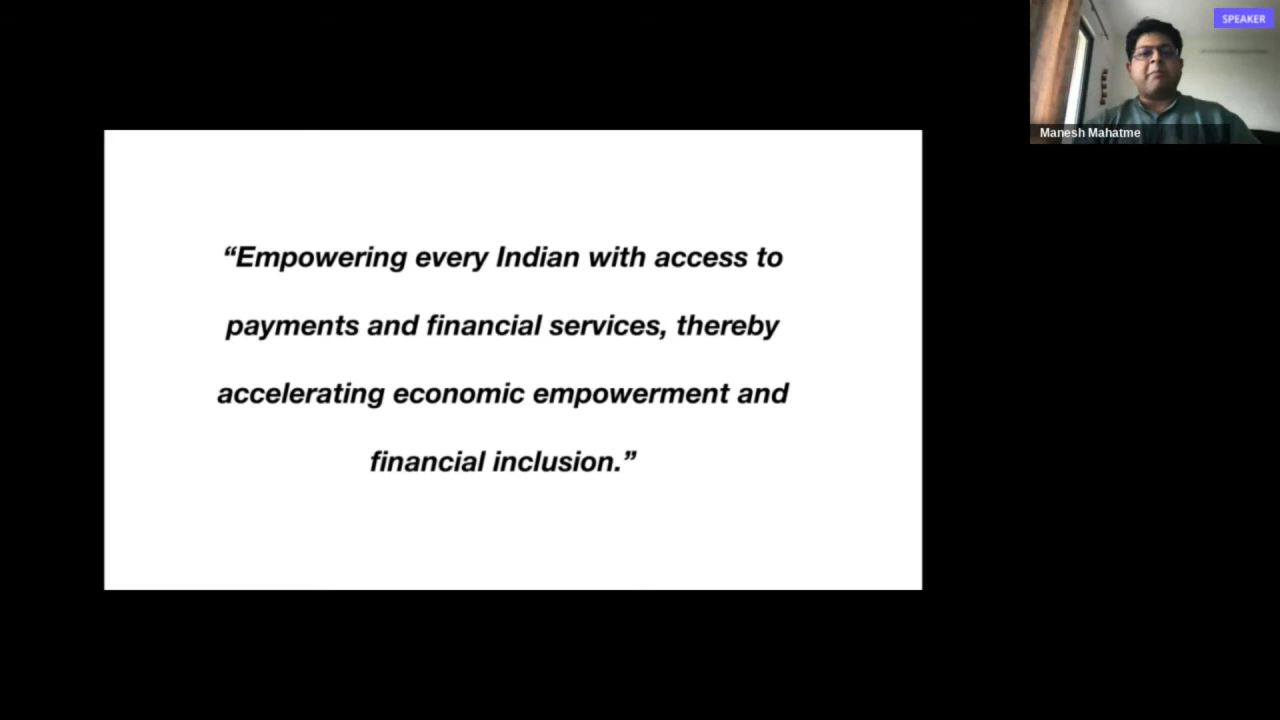 SPEAKER
Manesh Mahatme
“Empowering every Indian with access to
payments and financial services, thereby
accelerating economic empowerment and
financial inclusion.”